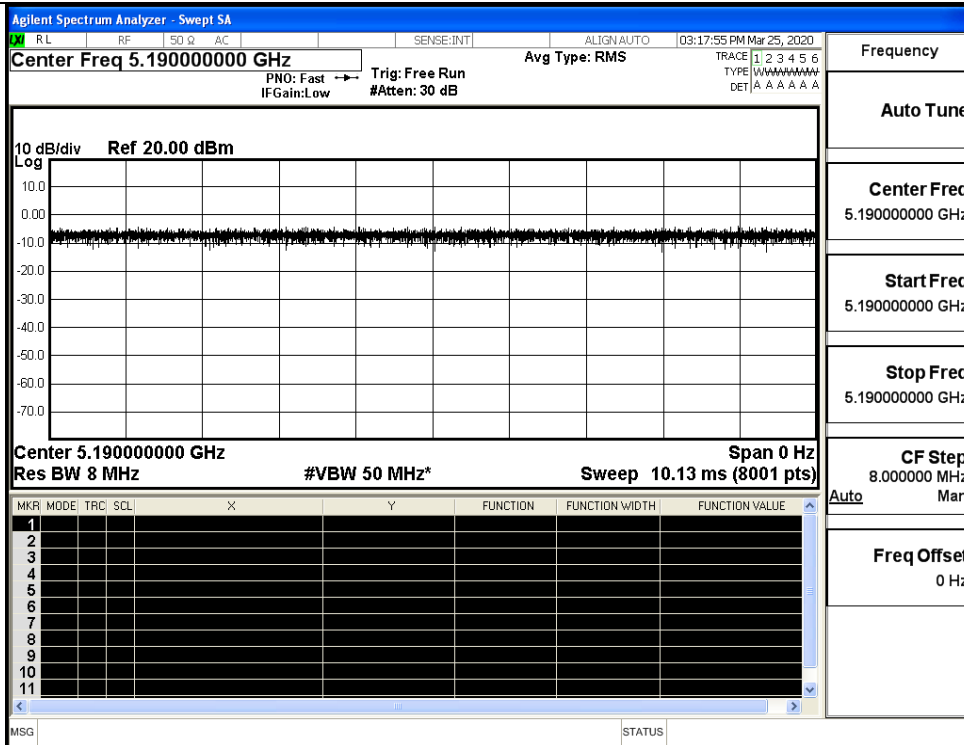 Agilent Spectrum Analyzer - Swept SA
LXI RL RF 50 Ω AC SENSE:INT ALIGN AUTO 03:17:55 PM Mar 25, 2020
Center Freq 5.190000000 GHz
Avg Type: RMS
TRACE 1 2 3 4 5 6
TYPE WWWWWW
DET A A A A A A
PNO: Fast
IFGain:Low
Trig: Free Run
#Atten: 30 dB
10 dB/div Ref 20.00 dBm
Log
10.0
0.00
-10.0
-20.0
-30.0
-40.0
-50.0
-60.0
-70.0
Center 5.190000000 GHz Span 0 Hz
Res BW 8 MHz #VBW 50 MHz* Sweep 10.13 ms (8001 pts)
MKR MODE TRC SCL X Y FUNCTION FUNCTION WIDTH FUNCTION VALUE
1
2
3
4
5
6
7
8
9
10
11
MSG STATUS
Frequency
Auto Tune
Center Freq
5.190000000 GHz
Start Freq
5.190000000 GHz
Stop Freq
5.190000000 GHz
CF Step
8.000000 MHz
Auto Man
Freq Offset
0 Hz